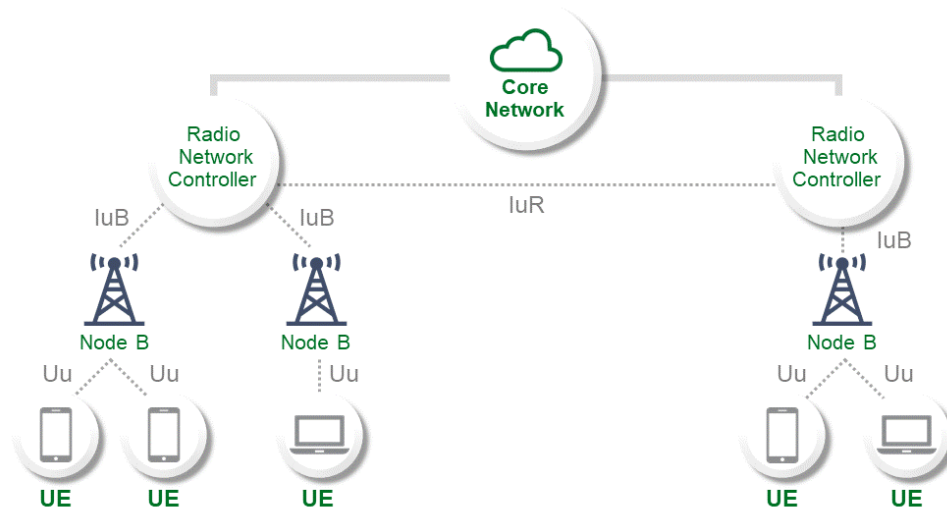 Core
Network
Radio
Network
Controller
Radio
Network
Controller
IuR
IuB
IuB
IuB
Node B
Node B
Node B
Uu
Uu
Uu
Uu
Uu
UE
UE
UE
UE
UE